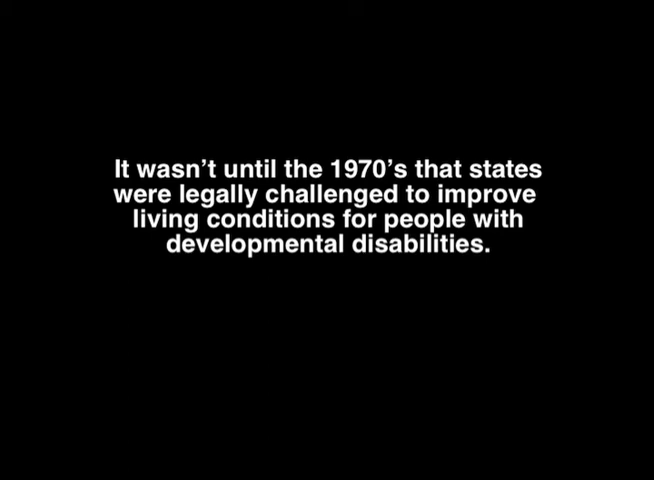 It wasn’t until the 1970’s that states
were legally challenged to improve
living conditions for people with
developmental disabilities.